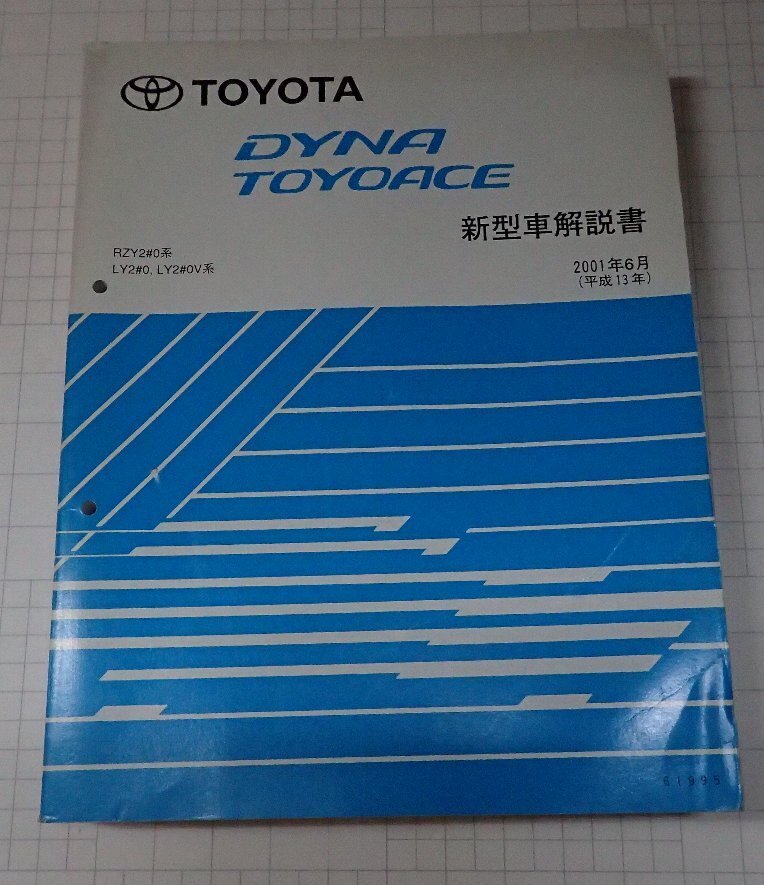 TOYOTA
DYNA
TOYOACE
新型車解説書
RZY2#0系
LY2#0, LY2#0V系
2001年6月
(平成13年)
61995